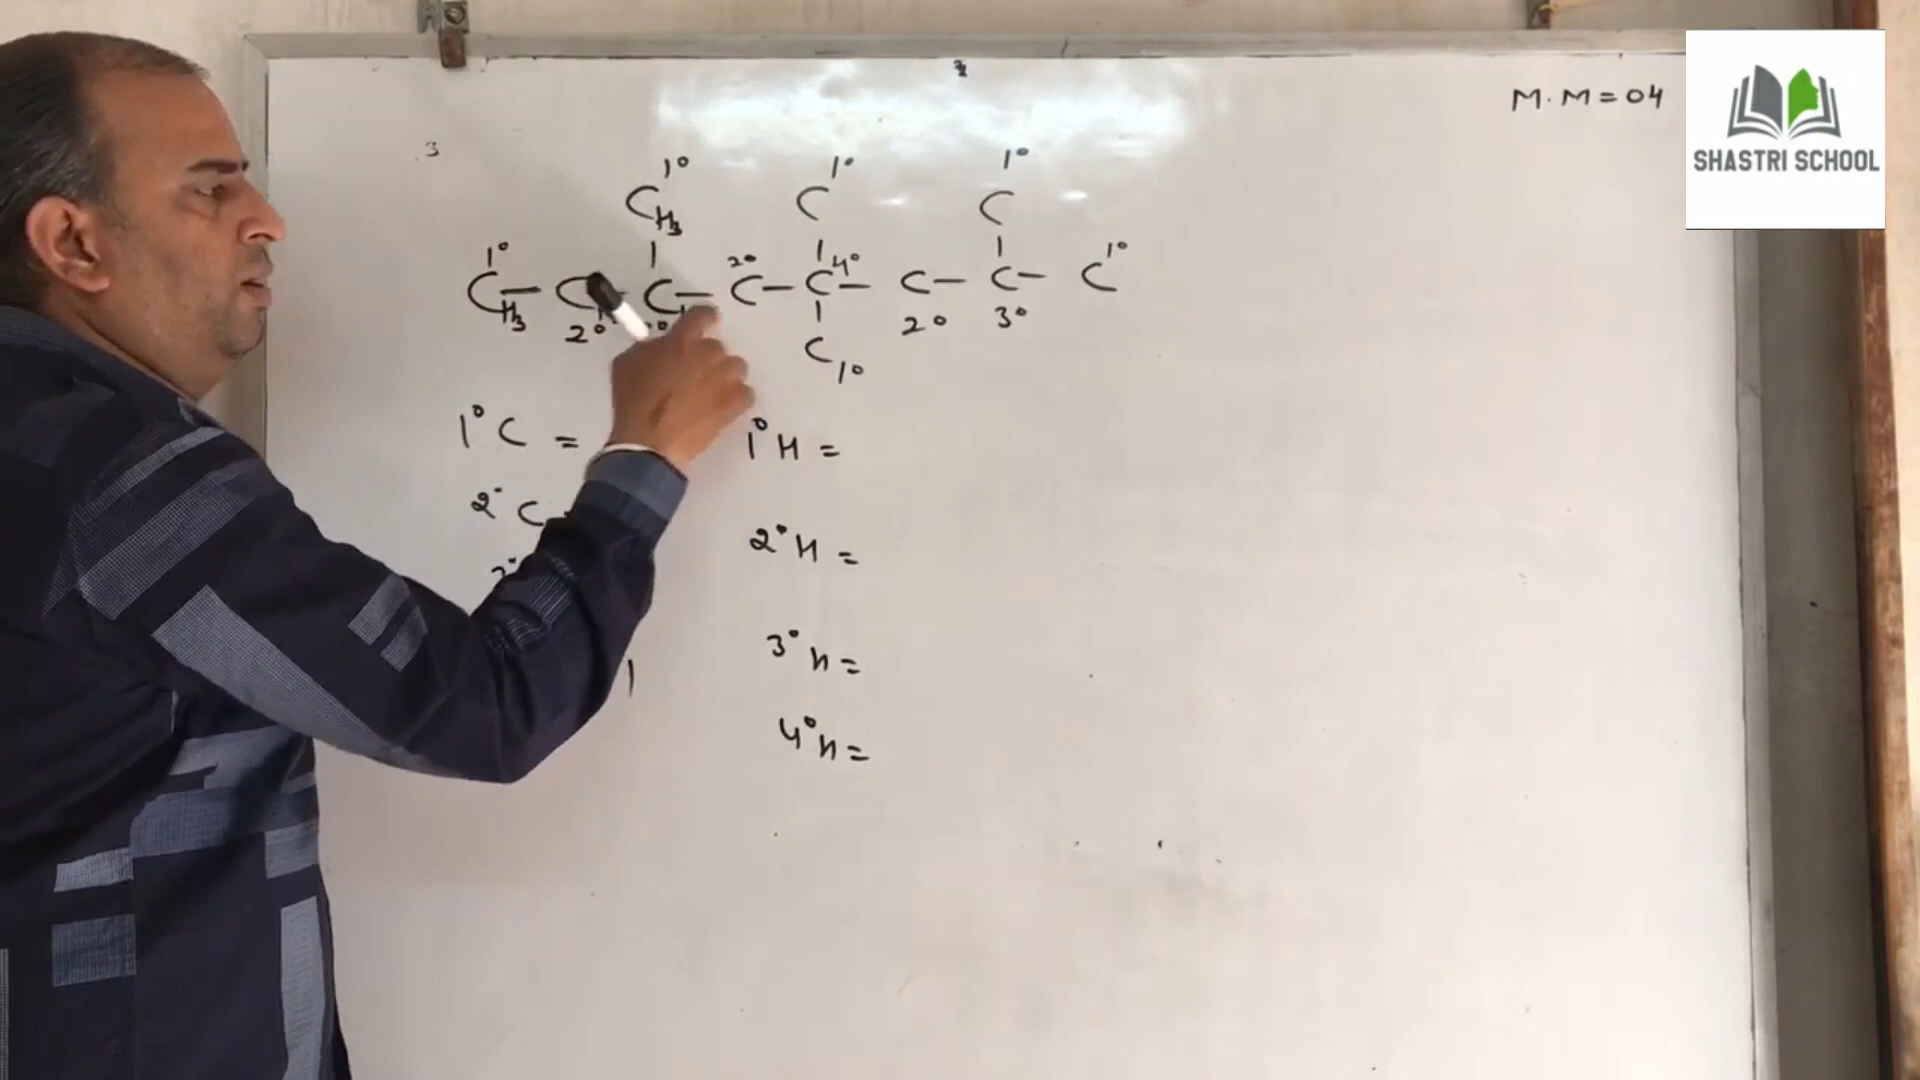 M.M = 04
SHASTRI SCHOOL
3
1° 1° 1°
CH3 C C
1° 2° 4° 1°
CH3 - C - C - C - C - C - C - C
2° 2° 3°
C 1°
1° C = 1° H =
2° C 2° H =
3° H =
1
4° H =